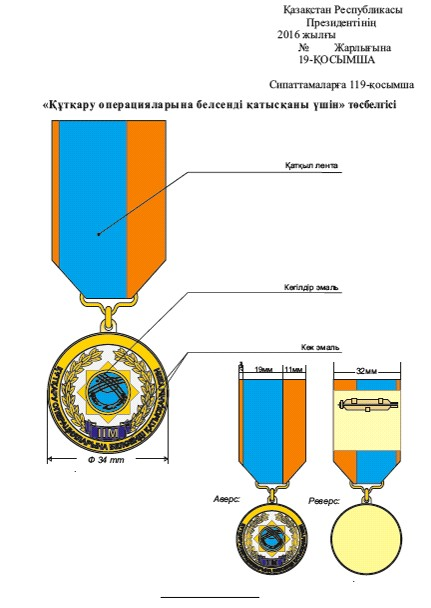 Қазақстан Республикасы
Президентінің
2016 жылғы
№ Жарлығына
19-ҚОСЫМША
Сипаттамаларға 119-қосымша
«Құтқару операцияларына белсенді қатысқаны үшін» төсбелгісі
Қатқыл лента
Көгілдір эмаль
Көк эмаль
19мм 11мм
32мм
ІІМ
Ф 34 mm
Аверс:
Реверс: